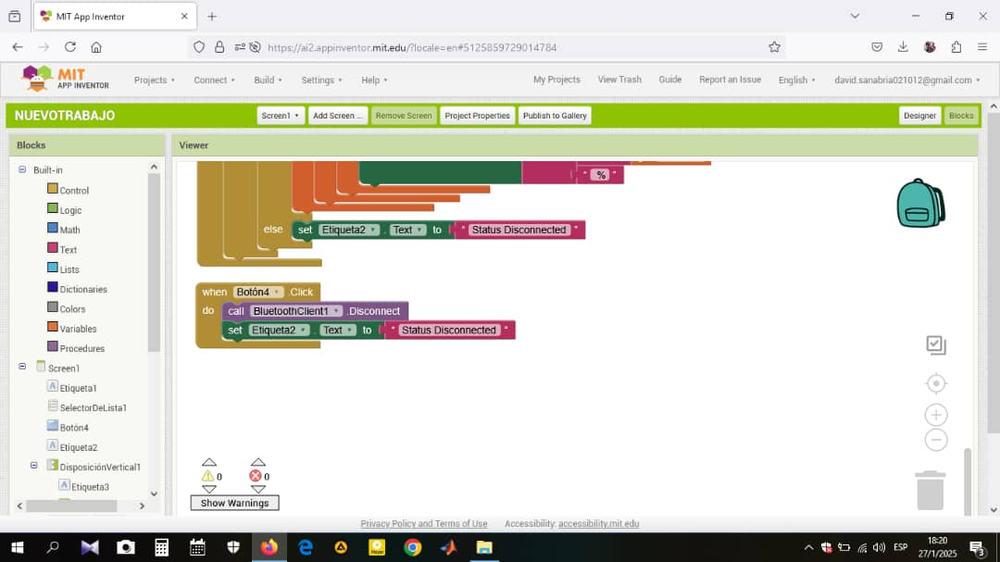 MIT App Inventor
https://ai2.appinventor.mit.edu/?locale=en#5125859729014784
MIT
APP INVENTOR
Projects
Connect
Build
Settings
Help
My Projects
View Trash
Guide
Report an Issue
English
david.sanabria021012@gmail.com
NUEVOTRABAJO
Screen1
Add Screen ...
Remove Screen
Project Properties
Publish to Gallery
Designer
Blocks
Blocks
Viewer
Built-in
Control
Logic
Math
Text
Lists
Dictionaries
Colors
Variables
Procedures
Screen1
Etiqueta1
SelectorDeLista1
Botón4
Etiqueta2
DisposiciónVertical1
Etiqueta3
" % "
else set Etiqueta2 . Text to " Status Disconnected "
when Botón4 .Click
do call BluetoothClient1 .Disconnect
set Etiqueta2 . Text to " Status Disconnected "
0
0
Show Warnings
Privacy Policy and Terms of Use
Accessibility: accessibility.mit.edu
ESP
18:20
27/1/2025
3